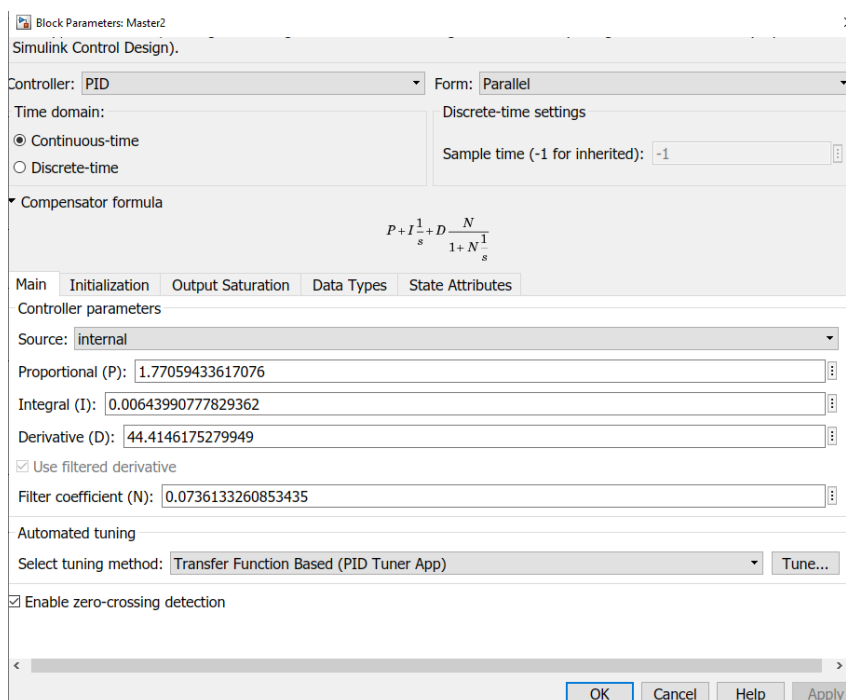 Block Parameters: Master2
Simulink Control Design).
Controller: PID Form: Parallel
Time domain: Discrete-time settings
Continuous-time
Sample time (-1 for inherited): -1
Discrete-time
Compensator formula
P+I 1/s +D N/(1+N 1/s)
Main Initialization Output Saturation Data Types State Attributes
Controller parameters
Source: internal
Proportional (P): 1.77059433617076
Integral (I): 0.00643990777829362
Derivative (D): 44.4146175279949
Use filtered derivative
Filter coefficient (N): 0.0736133260853435
Automated tuning
Select tuning method: Transfer Function Based (PID Tuner App) Tune...
Enable zero-crossing detection
OK Cancel Help Apply